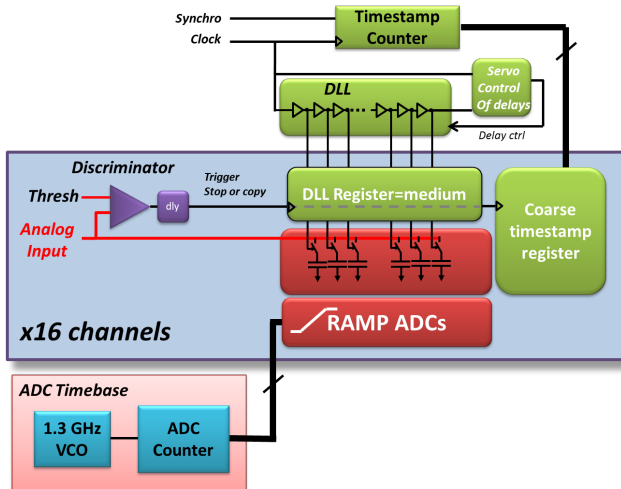 Synchro
Clock
Timestamp
Counter
DLL
Servo
Control
Of delays
Delay ctrl
Discriminator
Thresh
Analog
Input
dly
Trigger
Stop or copy
DLL Register=medium
Coarse
timestamp
register
x16 channels
RAMP ADCs
ADC Timebase
1.3 GHz
VCO
ADC
Counter